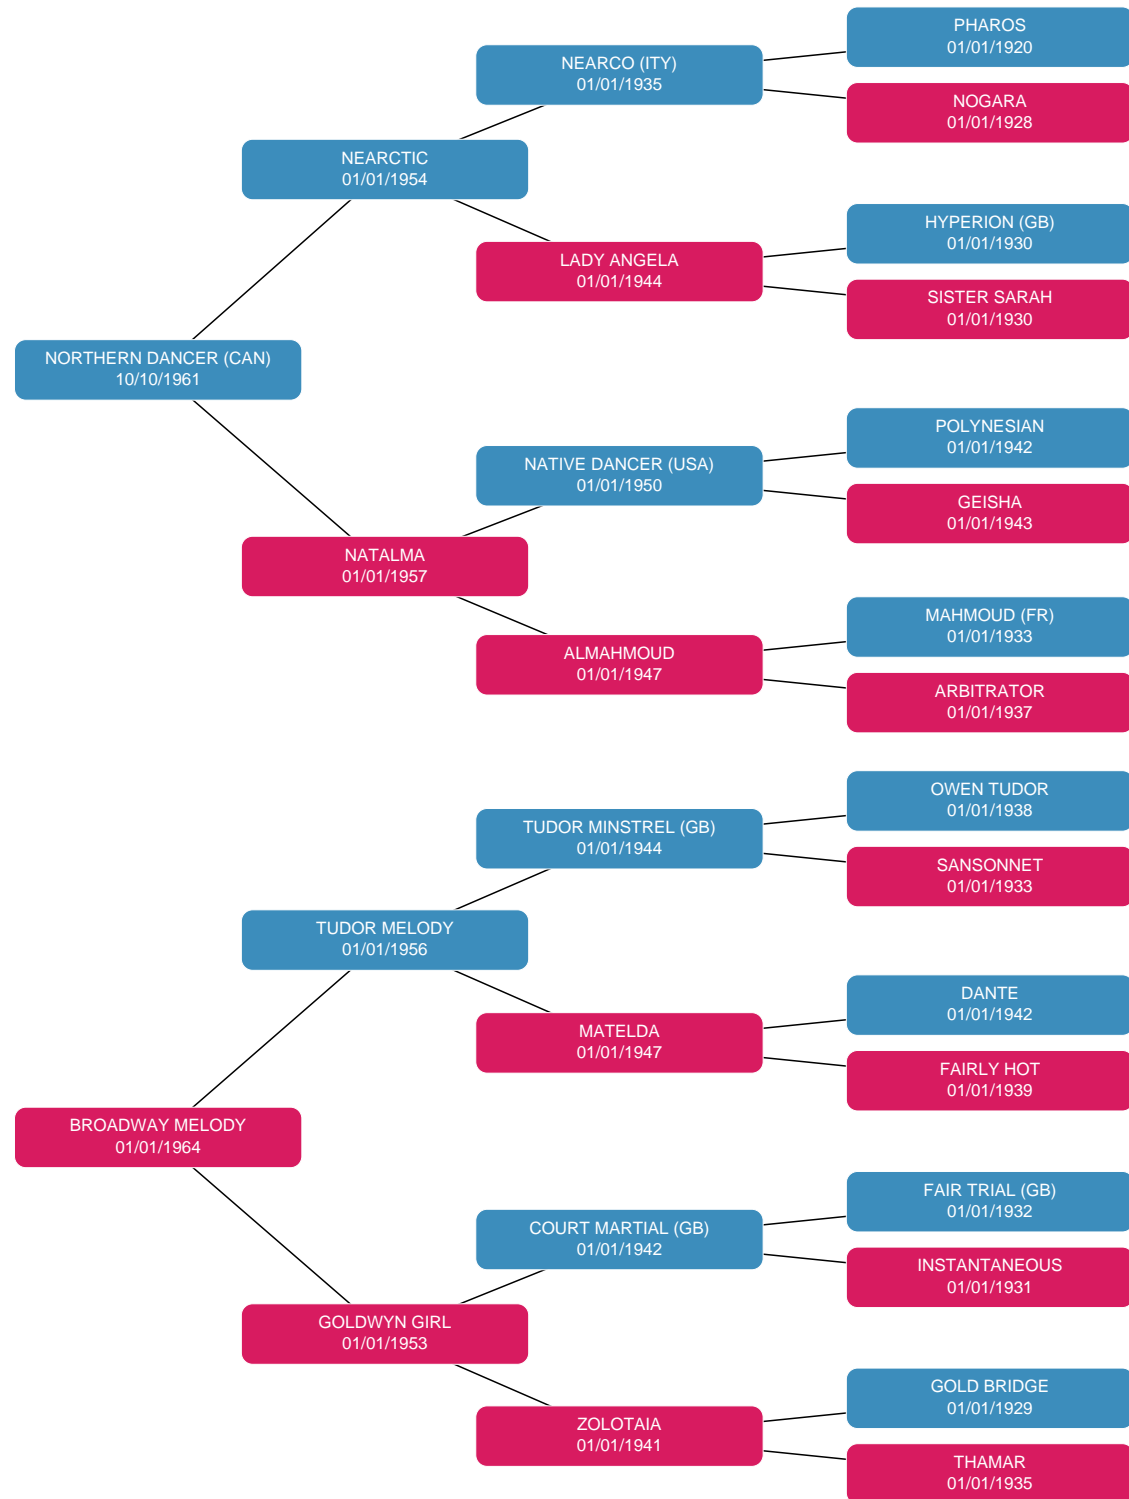 PHAROS
01/01/1920
NEARCO (ITY)
01/01/1935
NOGARA
01/01/1928
NEARCTIC
01/01/1954
HYPERION (GB)
01/01/1930
LADY ANGELA
01/01/1944
SISTER SARAH
01/01/1930
NORTHERN DANCER (CAN)
10/10/1961
POLYNESIAN
01/01/1942
NATIVE DANCER (USA)
01/01/1950
GEISHA
01/01/1943
NATALMA
01/01/1957
MAHMOUD (FR)
01/01/1933
ALMAHMOUD
01/01/1947
ARBITRATOR
01/01/1937
OWEN TUDOR
01/01/1938
TUDOR MINSTREL (GB)
01/01/1944
SANSONNET
01/01/1933
TUDOR MELODY
01/01/1956
DANTE
01/01/1942
MATELDA
01/01/1947
FAIRLY HOT
01/01/1939
BROADWAY MELODY
01/01/1964
FAIR TRIAL (GB)
01/01/1932
COURT MARTIAL (GB)
01/01/1942
INSTANTANEOUS
01/01/1931
GOLDWYN GIRL
01/01/1953
GOLD BRIDGE
01/01/1929
ZOLOTAIA
01/01/1941
THAMAR
01/01/1935